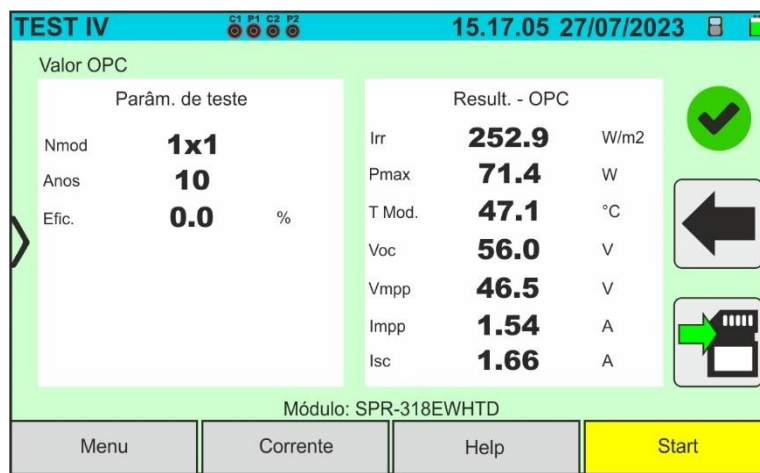 TEST IV C1 P1 C2 P2 15.17.05 27/07/2023
Valor OPC
Parâm. de teste
Nmod 1x1
Anos 10
Efic. 0.0 %
Result. - OPC
Irr 252.9 W/m2
Pmax 71.4 W
T Mod. 47.1 °C
Voc 56.0 V
Vmpp 46.5 V
Impp 1.54 A
Isc 1.66 A
Módulo: SPR-318EWHTD
Menu Corrente Help Start